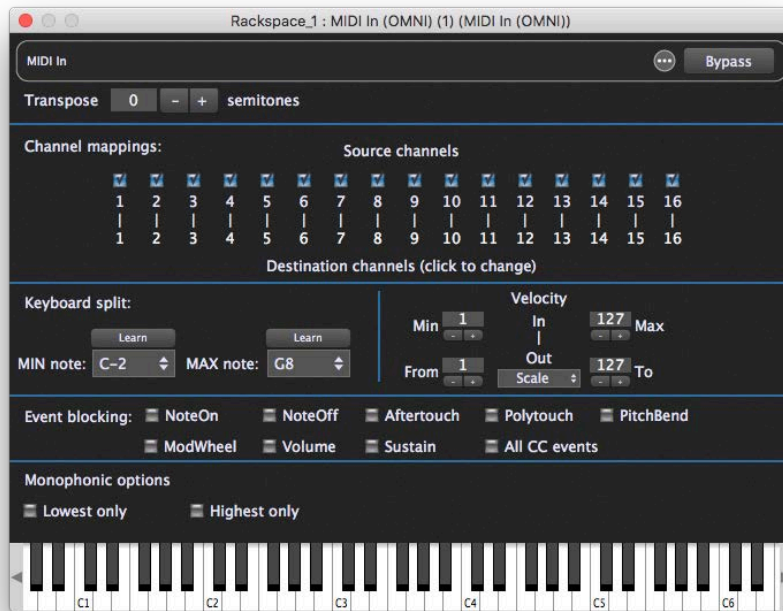 Rackspace_1 : MIDI In (OMNI) (1) (MIDI In (OMNI))
MIDI In ••• Bypass
Transpose 0 - + semitones
Channel mappings: Source channels
1 2 3 4 5 6 7 8 9 10 11 12 13 14 15 16
| | | | | | | | | | | | | | | |
1 2 3 4 5 6 7 8 9 10 11 12 13 14 15 16
Destination channels (click to change)
Keyboard split: Velocity
Min 1 - + In | 127 - + Max
Learn Learn
MIN note: C-2 MAX note: G8
From 1 - + Out Scale 127 - + To
Event blocking: NoteOn NoteOff Aftertouch Polytouch PitchBend
ModWheel Volume Sustain All CC events
Monophonic options
Lowest only Highest only
C1 C2 C3 C4 C5 C6